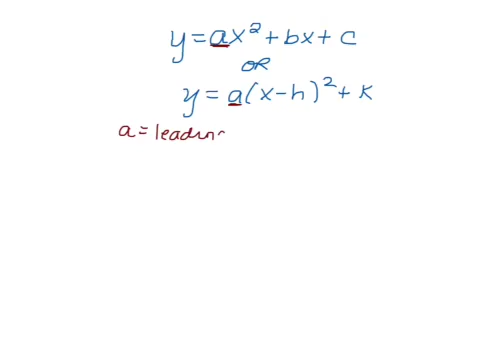 y = ax² + bx + c
OR
y = a(x-h)² + k
a = leadin